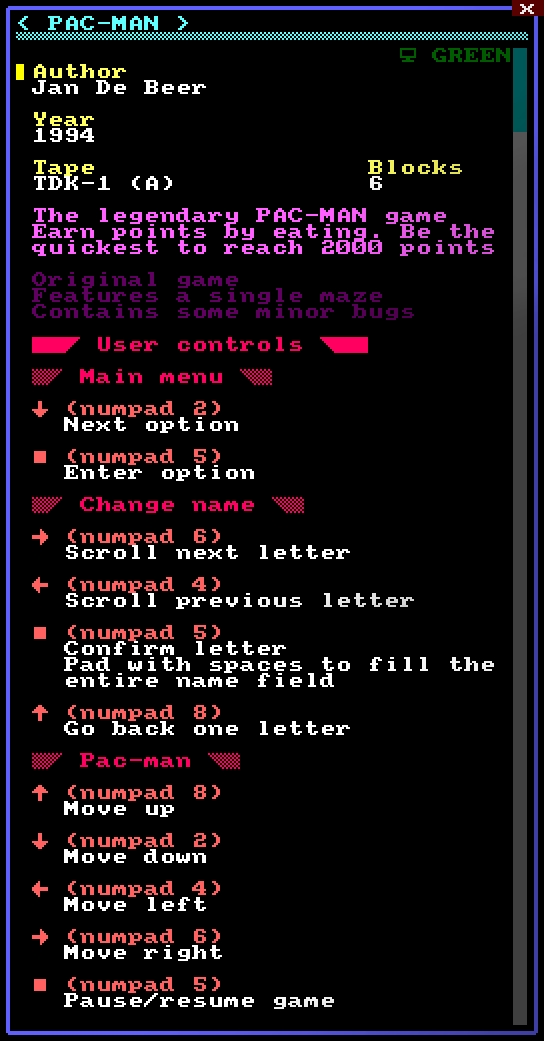 < PAC-MAN >
GREEN
Author
Jan De Beer
Year
1994
Tape Blocks
TDK-1 (A) 6
The legendary PAC-MAN game
Earn points by eating. Be the
quickest to reach 2000 points
Original game
Features a single maze
Contains some minor bugs
User controls
Main menu
↓ (numpad 2)
Next option
■ (numpad 5)
Enter option
Change name
→ (numpad 6)
Scroll next letter
← (numpad 4)
Scroll previous letter
■ (numpad 5)
Confirm letter
Pad with spaces to fill the
entire name field
↑ (numpad 8)
Go back one letter
Pac-man
↑ (numpad 8)
Move up
↓ (numpad 2)
Move down
← (numpad 4)
Move left
→ (numpad 6)
Move right
■ (numpad 5)
Pause/resume game